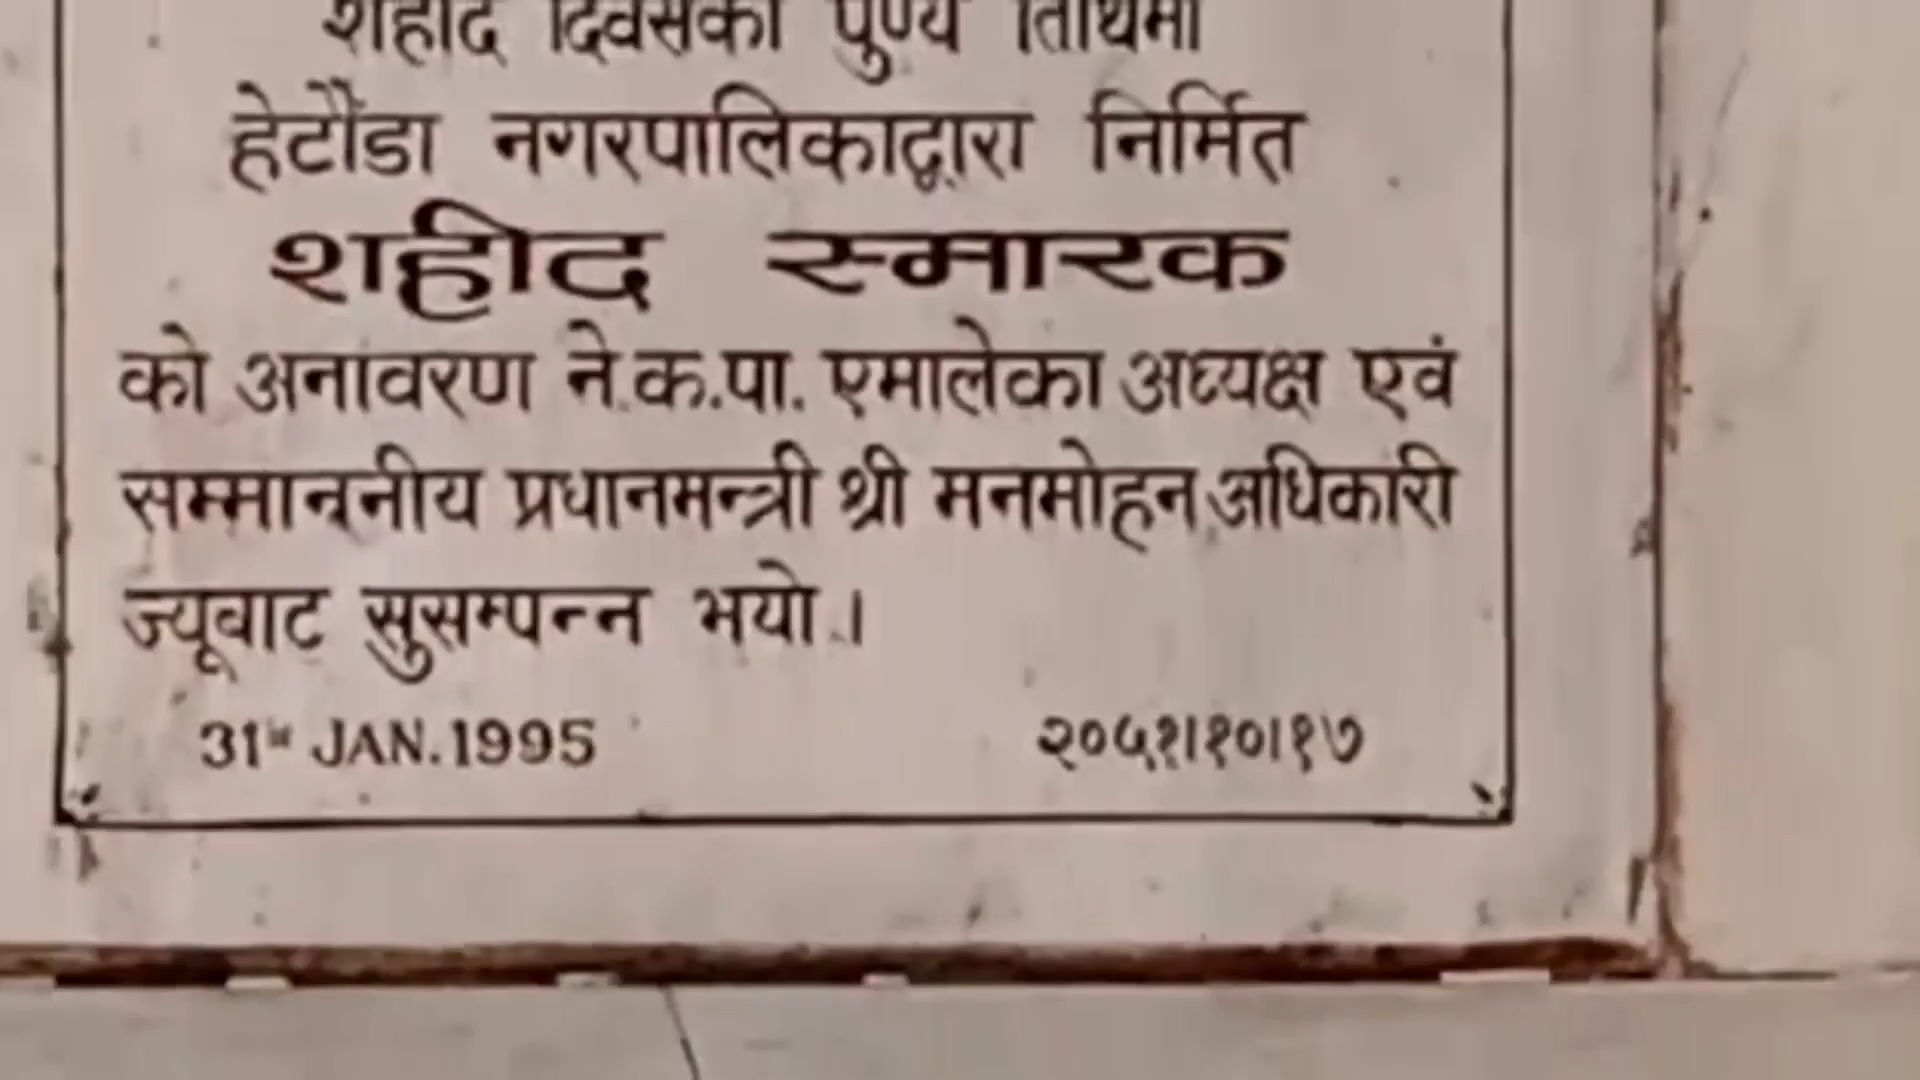 शहीद दिवसको पुण्य तिथिमा
हेटौंडा नगरपालिकाद्वारा निर्मित
शहीद स्मारक
को अनावरण ने.क.पा. एमालेका अध्यक्ष एवं
सम्माननीय प्रधानमन्त्री श्री मनमोहन अधिकारी
ज्यूवाट सुसम्पन्न भयो ।
31st JAN. 1995 २०५१।१०।१७